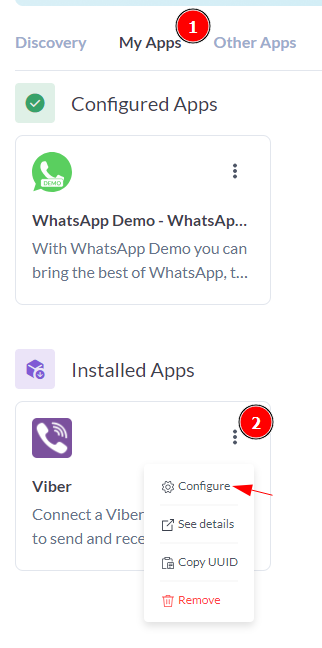 1
Discovery My Apps Other Apps
Configured Apps
DEMO
WhatsApp Demo - WhatsAp...
With WhatsApp Demo you can
bring the best of WhatsApp, t...
Installed Apps
2
Viber
Connect a Viber
to send and rece
Configure
See details
Copy UUID
Remove